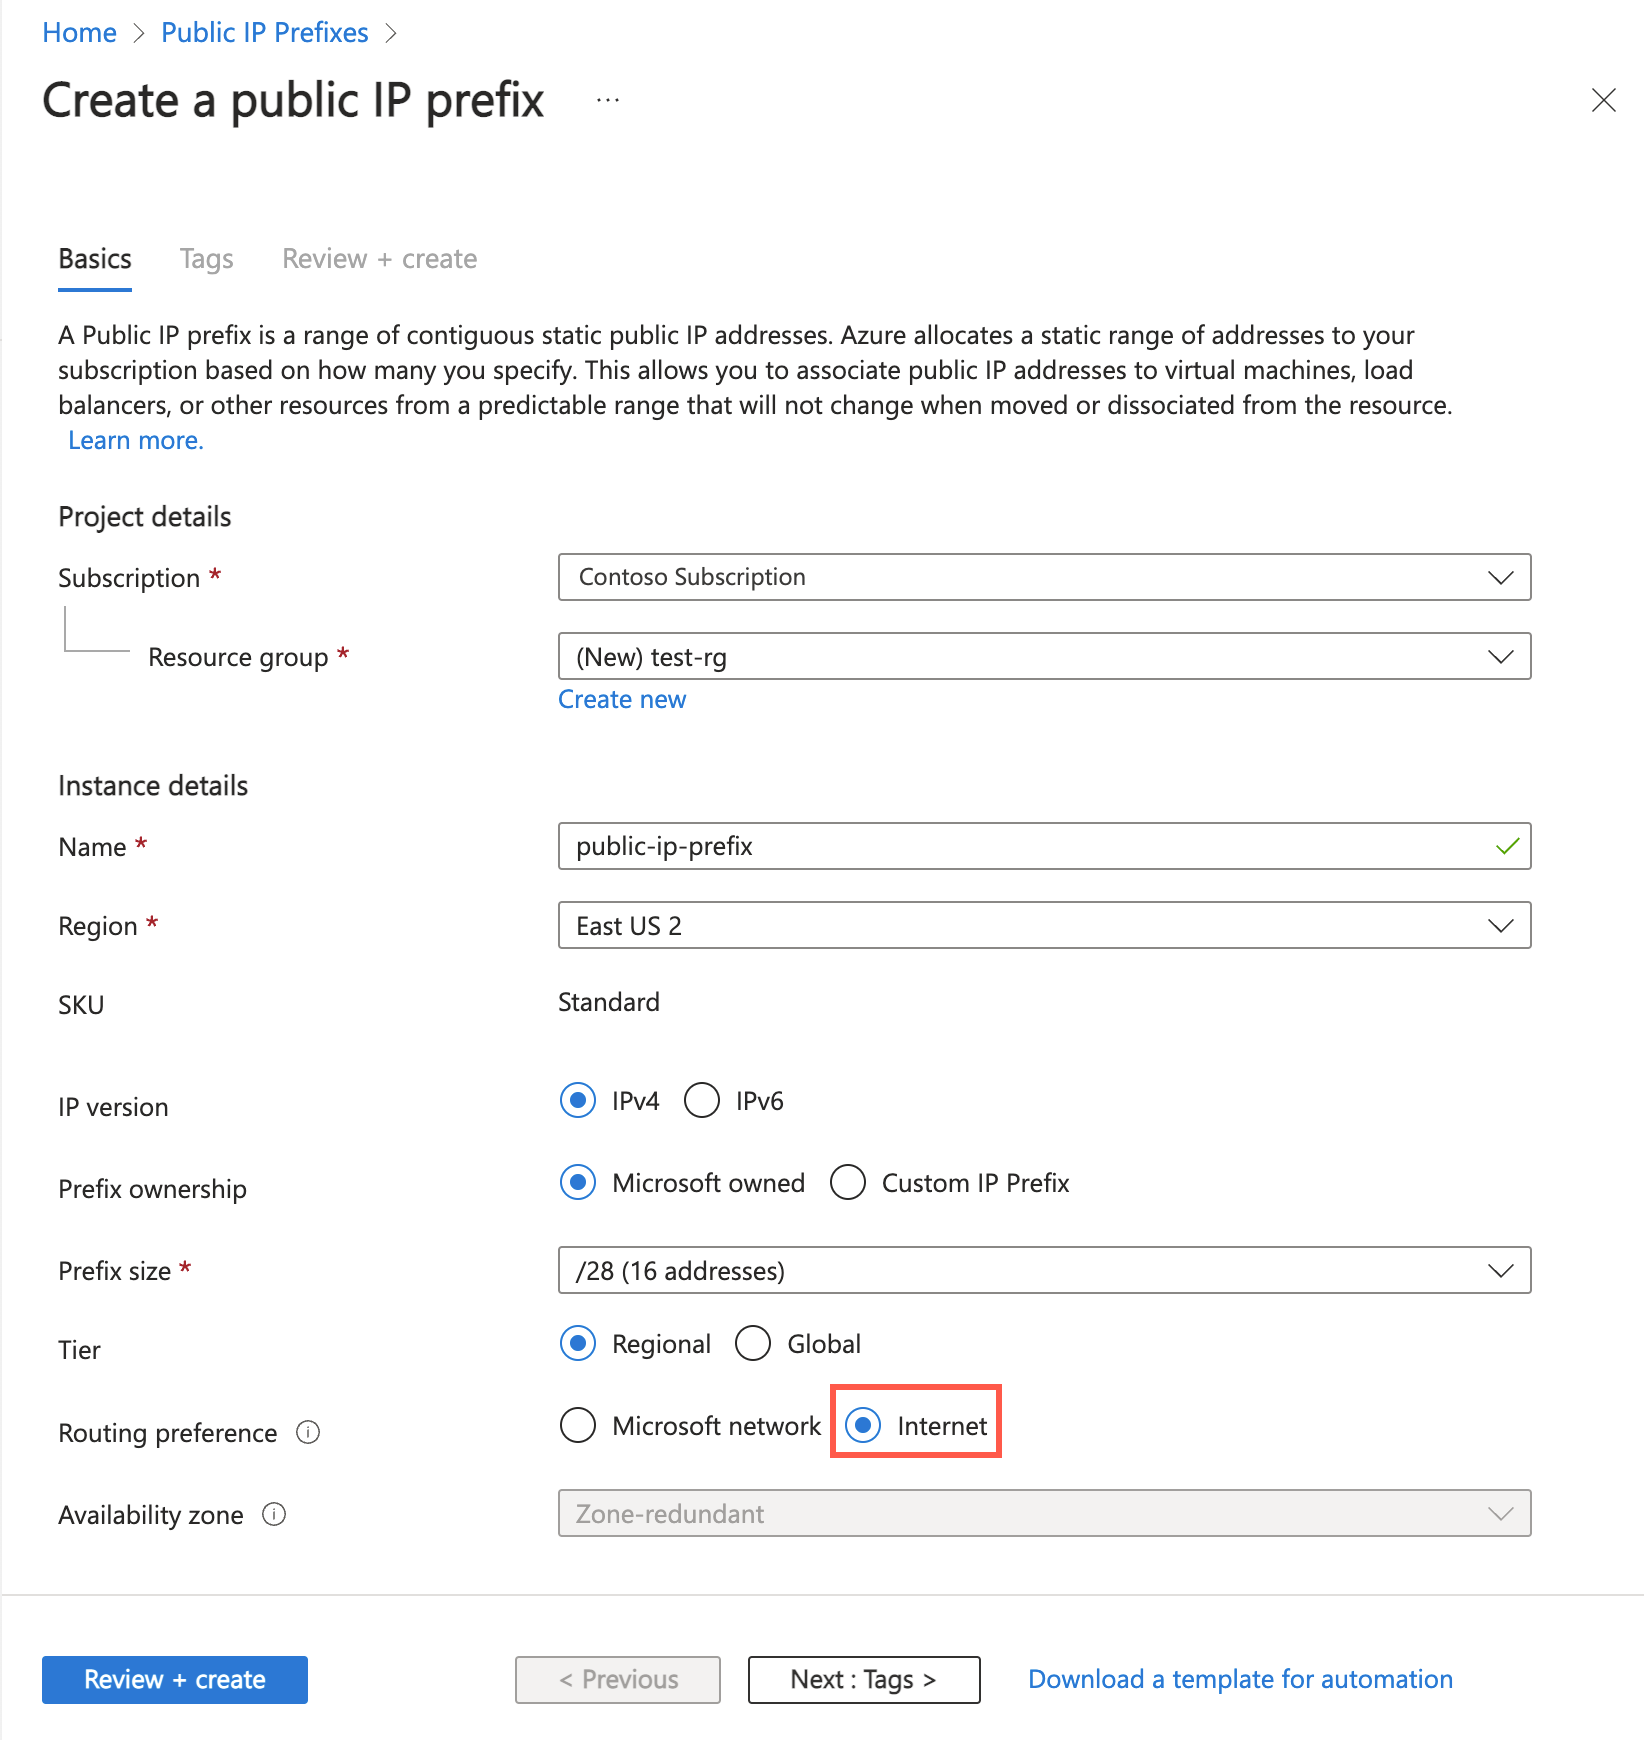 Home > Public IP Prefixes >
Create a public IP prefix ...
Basics Tags Review + create
A Public IP prefix is a range of contiguous static public IP addresses. Azure allocates a static range of addresses to your
subscription based on how many you specify. This allows you to associate public IP addresses to virtual machines, load
balancers, or other resources from a predictable range that will not change when moved or dissociated from the resource.
Learn more.
Project details
Subscription * Contoso Subscription
Resource group * (New) test-rg
Create new
Instance details
Name * public-ip-prefix
Region * East US 2
SKU Standard
IP version IPv4 IPv6
Prefix ownership Microsoft owned Custom IP Prefix
Prefix size * /28 (16 addresses)
Tier Regional Global
Routing preference Microsoft network Internet
Availability zone Zone-redundant
Review + create < Previous Next : Tags > Download a template for automation